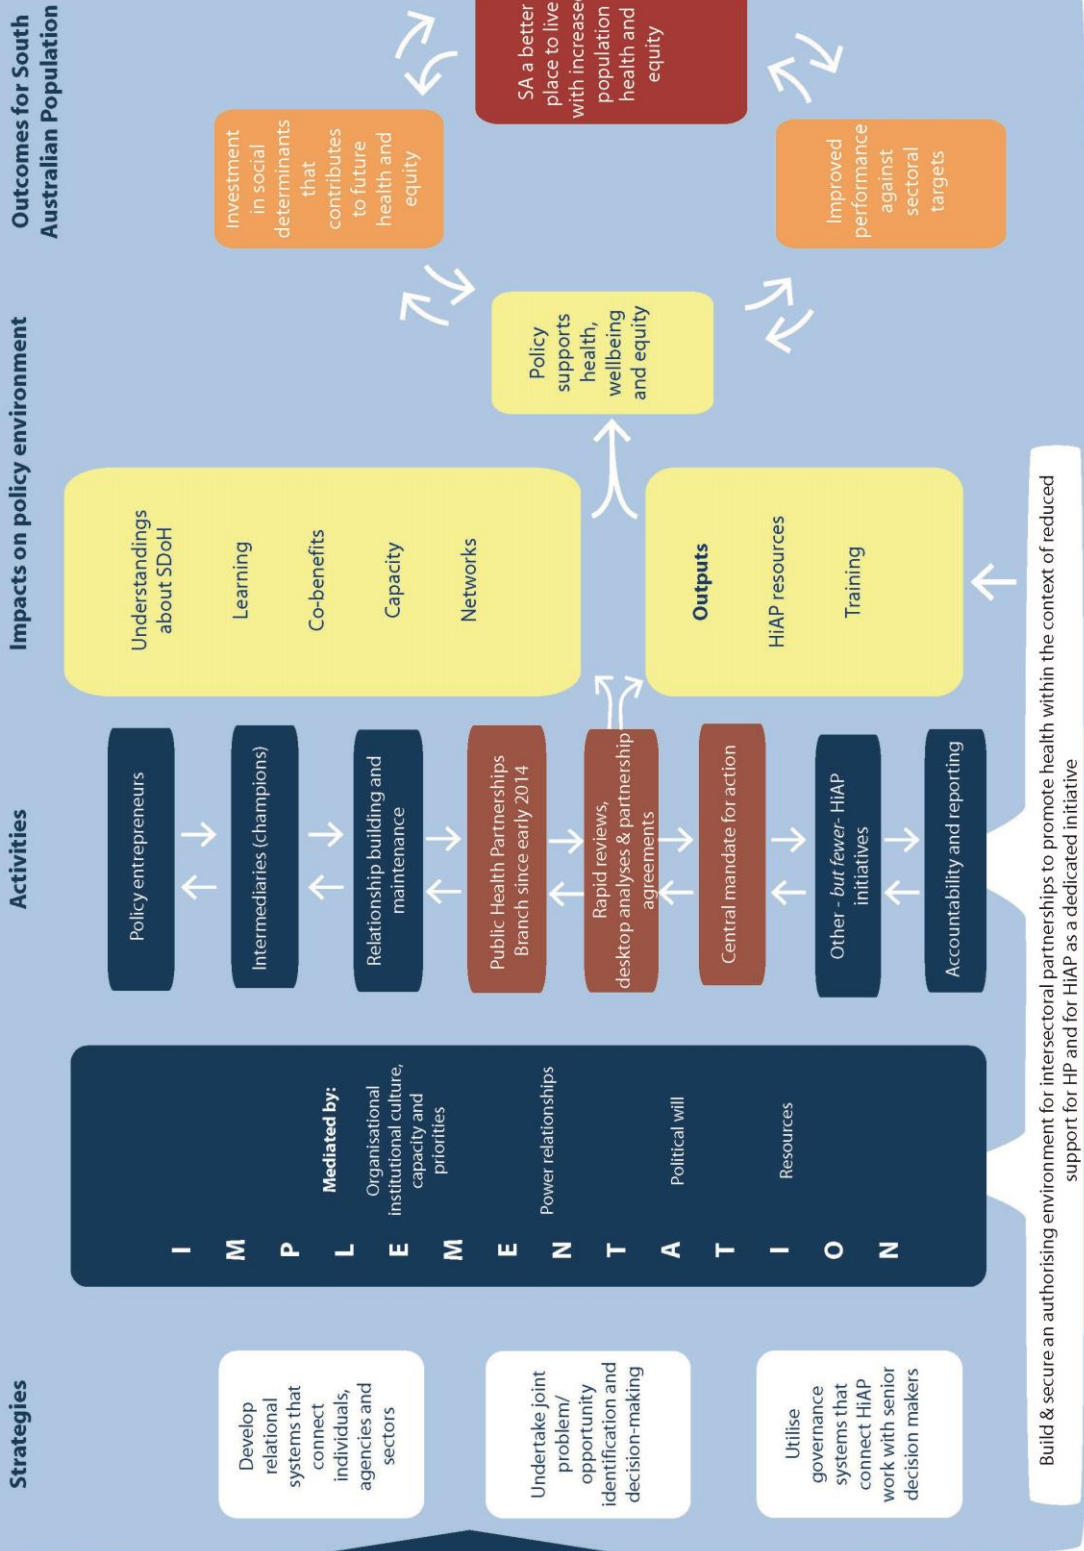 Strategies
Develop
relational
systems that
connect
individuals,
agencies and
sectors
Undertake joint
problem/
opportunity
identification and
decision-making
Utilise
governance
systems that
connect HiAP
work with senior
decision makers
I
M
P
L
E
M
E
N
T
A
T
I
O
N
Mediated by:
Organisational
institutional culture,
capacity and
priorities
Power relationships
Political will
Resources
Activities
Policy entrepreneurs
Intermediaries (champions)
Relationship building and
maintenance
Public Health Partnerships
Branch since early 2014
Rapid reviews,
desktop analyses & partnership
agreements
Central mandate for action
Other - but fewer- HiAP
initiatives
Accountability and reporting
Impacts on policy environment
Understandings
about SDoH
Learning
Co-benefits
Capacity
Networks
Outputs
HiAP resources
Training
Policy
supports
health,
wellbeing
and equity
Outcomes for South
Australian Population
Investment
in social
determinants
that
contributes
to future
health and
equity
Improved
performance
against
sectoral
targets
SA a better
place to live
with increased
population
health and
equity
Build & secure an authorising environment for intersectoral partnerships to promote health within the context of reduced
support for HP and for HiAP as a dedicated initiative